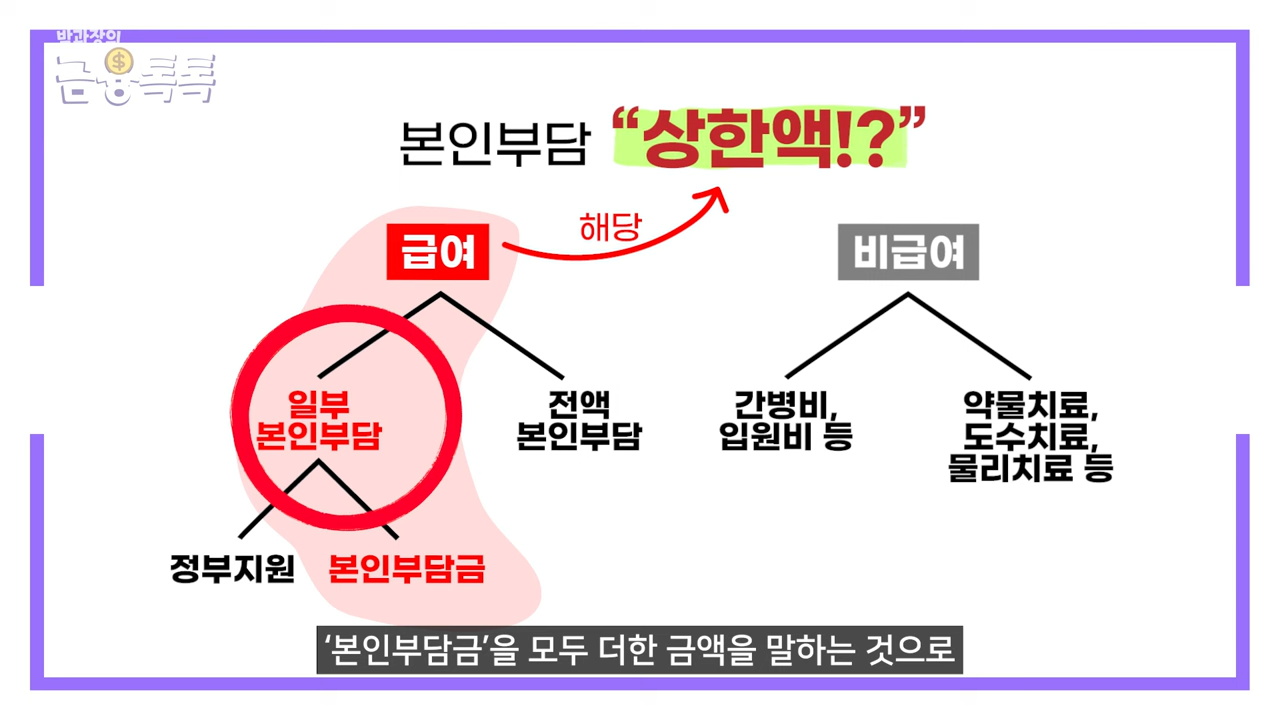 박과장의
금융톡톡
본인부담 “상한액!?”
해당
급여
비급여
일부
본인부담
전액
본인부담
간병비,
입원비 등
약물치료,
도수치료,
물리치료 등
정부지원
본인부담금
‘본인부담금’을 모두 더한 금액을 말하는 것으로